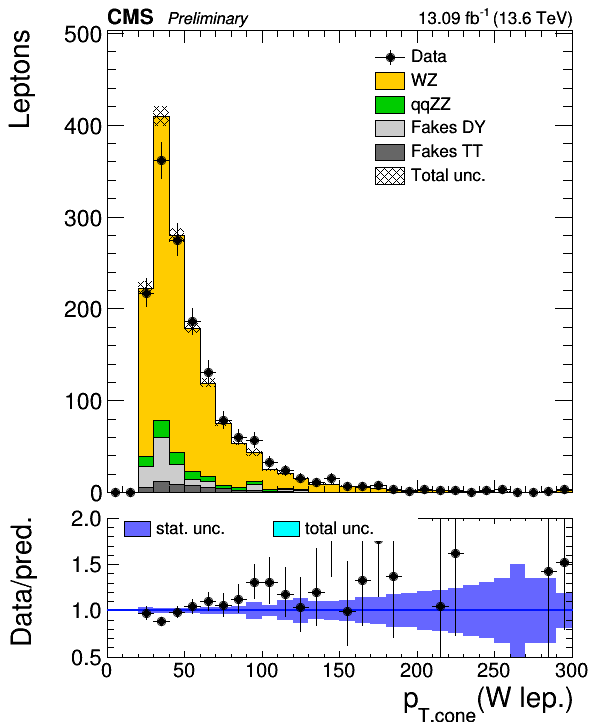 CMS Preliminary 13.09 fb⁻¹ (13.6 TeV)
Leptons
500
400
300
200
100
0
Data
WZ
qqZZ
Fakes DY
Fakes TT
Total unc.
Data/pred.
2.0
1.5
1.0
0.5
stat. unc.
total unc.
0 50 100 150 200 250 300
p_T,cone (W lep.)